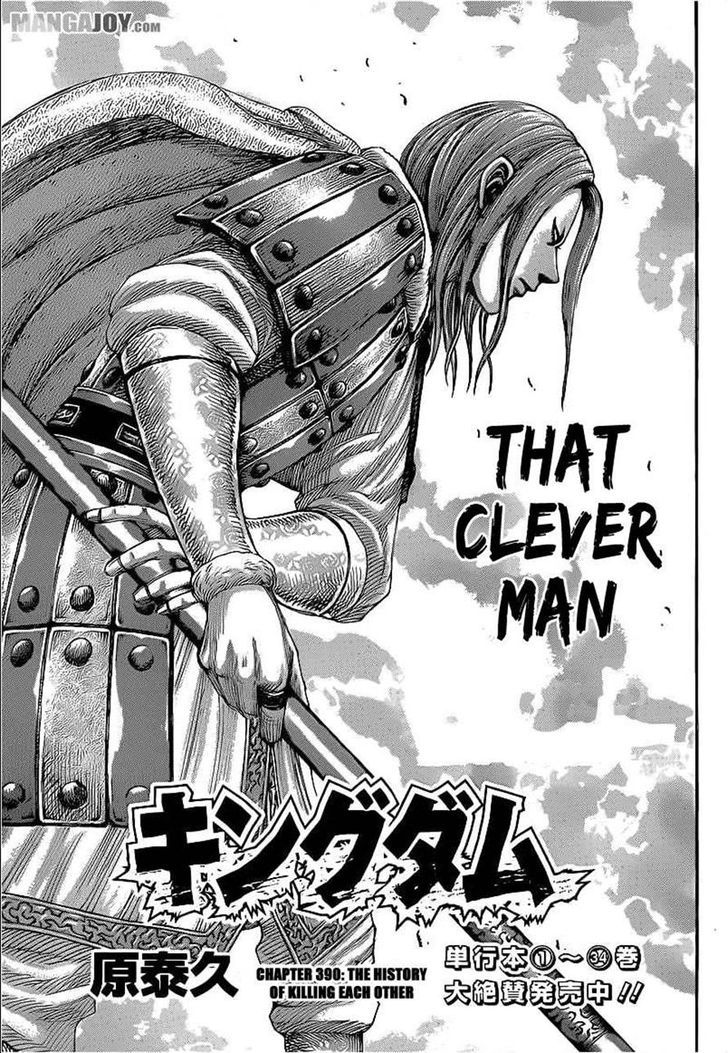 MANGAJOY.COM
THAT
CLEVER
MAN
キングダム
原泰久
CHAPTER 390: THE HISTORY
OF KILLING EACH OTHER
単行本①～㉞巻
大絶賛発売中!!